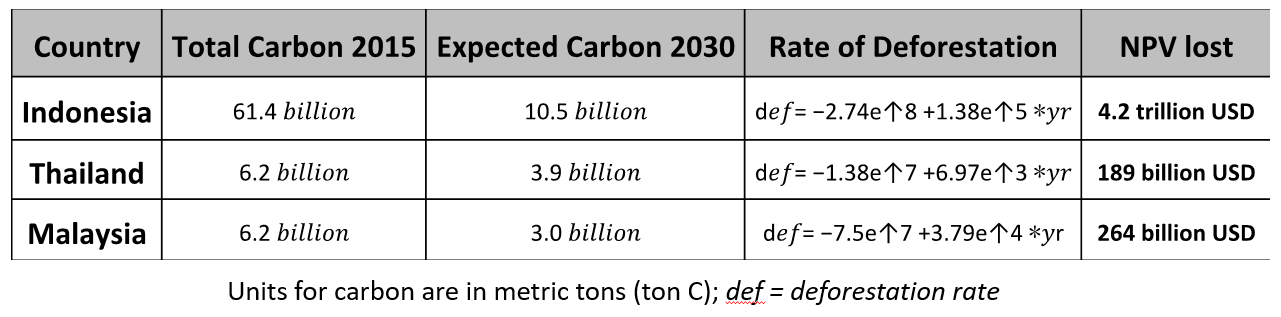 Country Total Carbon 2015 Expected Carbon 2030 Rate of Deforestation NPV lost
Indonesia 61.4 billion 10.5 billion def= −2.74e↑8 +1.38e↑5 *yr 4.2 trillion USD
Thailand 6.2 billion 3.9 billion def= −1.38e↑7 +6.97e↑3 *yr 189 billion USD
Malaysia 6.2 billion 3.0 billion def= −7.5e↑7 +3.79e↑4 *yr 264 billion USD
Units for carbon are in metric tons (ton C); def = deforestation rate